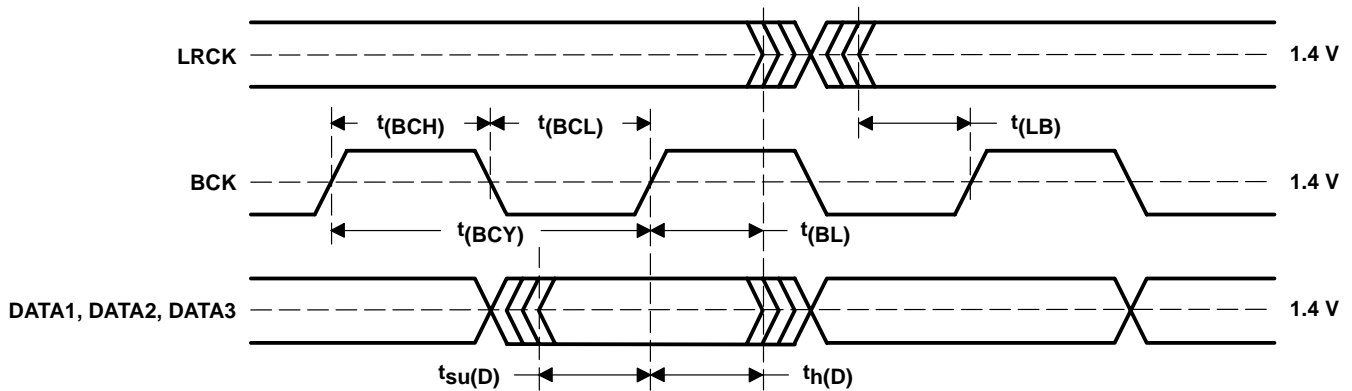 LRCK
1.4 V
t(BCH)
t(BCL)
t(LB)
BCK
1.4 V
t(BCY)
t(BL)
DATA1, DATA2, DATA3
1.4 V
tsu(D)
th(D)